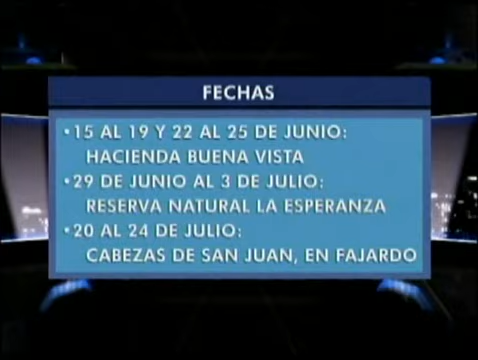 FECHAS
•15 AL 19 Y 22 AL 25 DE JUNIO:
HACIENDA BUENA VISTA
•29 DE JUNIO AL 3 DE JULIO:
RESERVA NATURAL LA ESPERANZA
•20 AL 24 DE JULIO:
CABEZAS DE SAN JUAN, EN FAJARDO